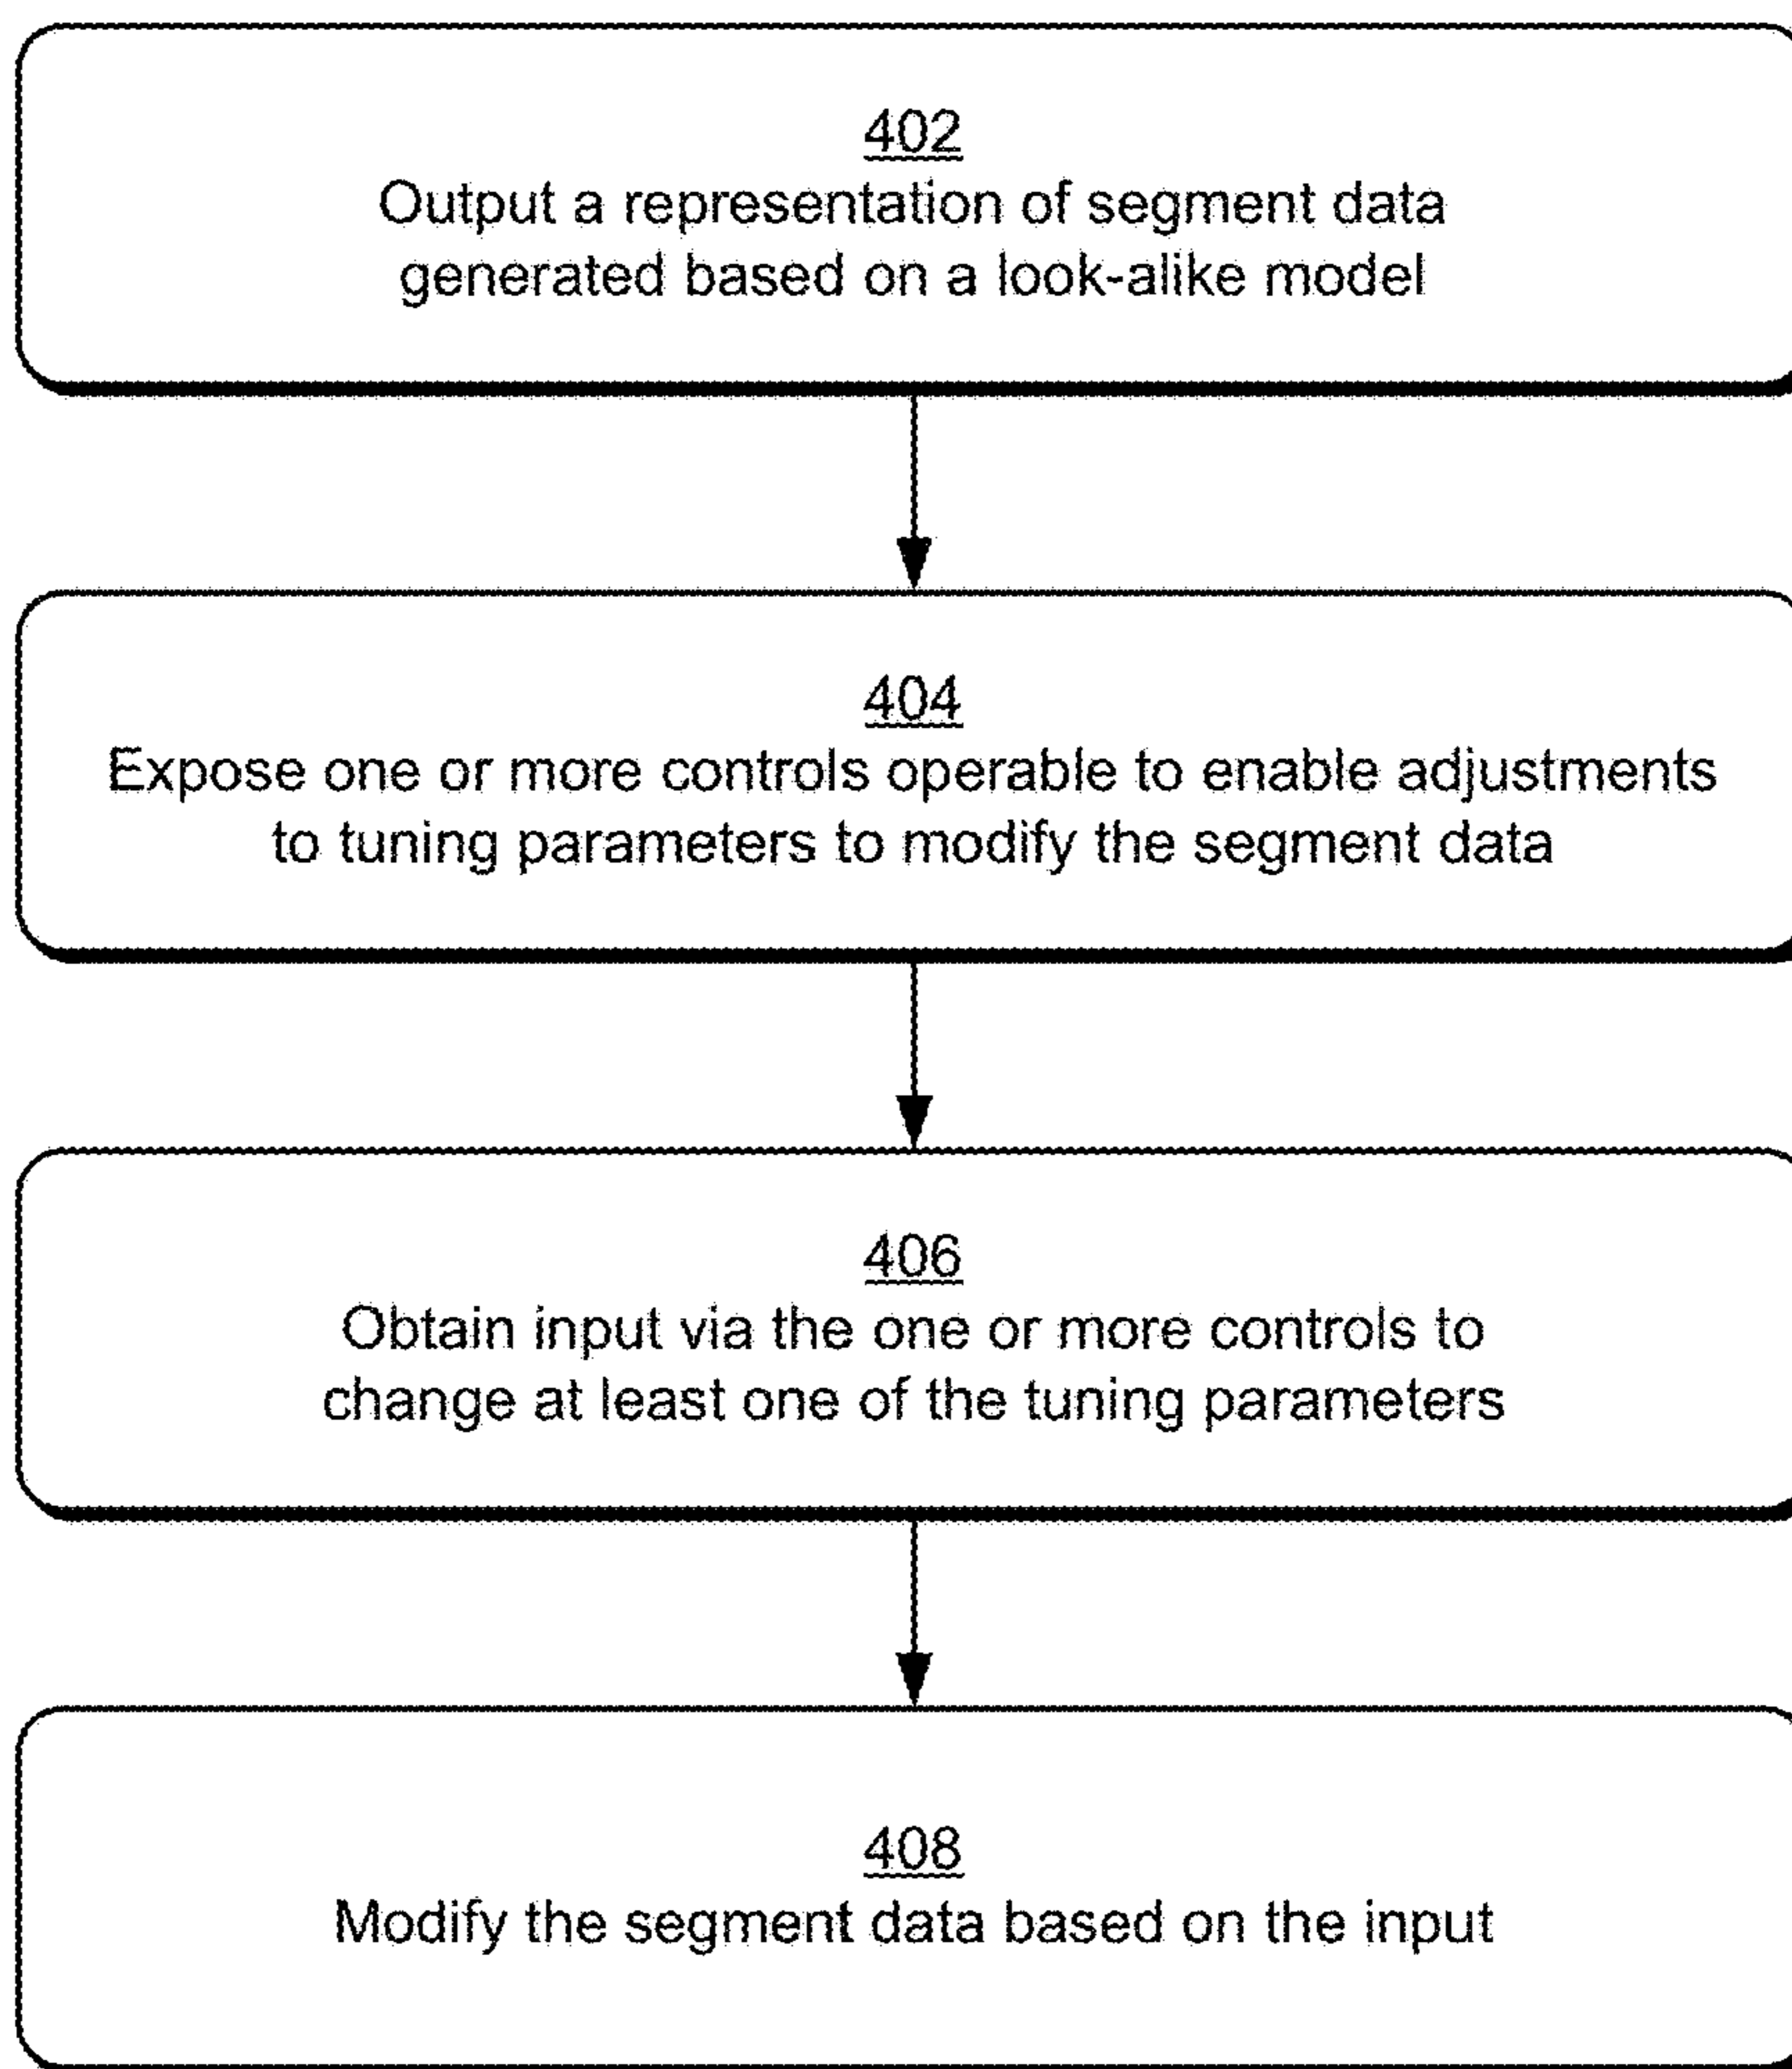 402
Output a representation of segment data
generated based on a look-alike model
404
Expose one or more controls operable to enable adjustments
to tuning parameters to modify the segment data
406
Obtain input via the one or more controls to
change at least one of the tuning parameters
408
Modify the segment data based on the input